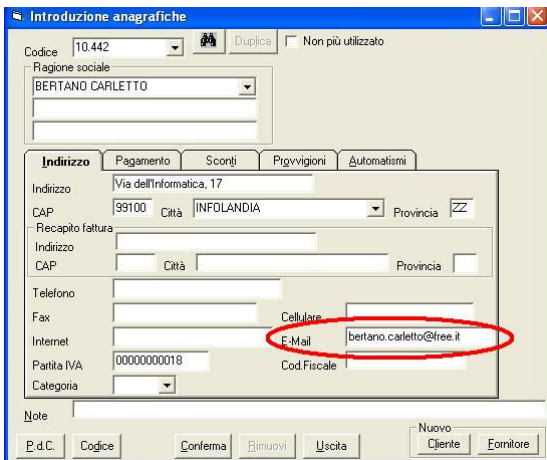 Introduzione anagrafiche
Codice 10.442 Duplica Non più utilizzato
Ragione sociale
BERTANO CARLETTO
Indirizzo Pagamento Sconti Provvigioni Automatismi
Indirizzo Via dell'Informatica, 17
CAP 99100 Città INFOLANDIA Provincia ZZ
Recapito fattura
Indirizzo
CAP Città Provincia
Telefono
Fax Cellulare
Internet E-Mail bertano.carletto@free.it
Partita IVA 00000000018 Cod.Fiscale
Categoria
Note
Nuovo
P.d.C. Codice Conferma Rimuovi Uscita Cliente Fornitore